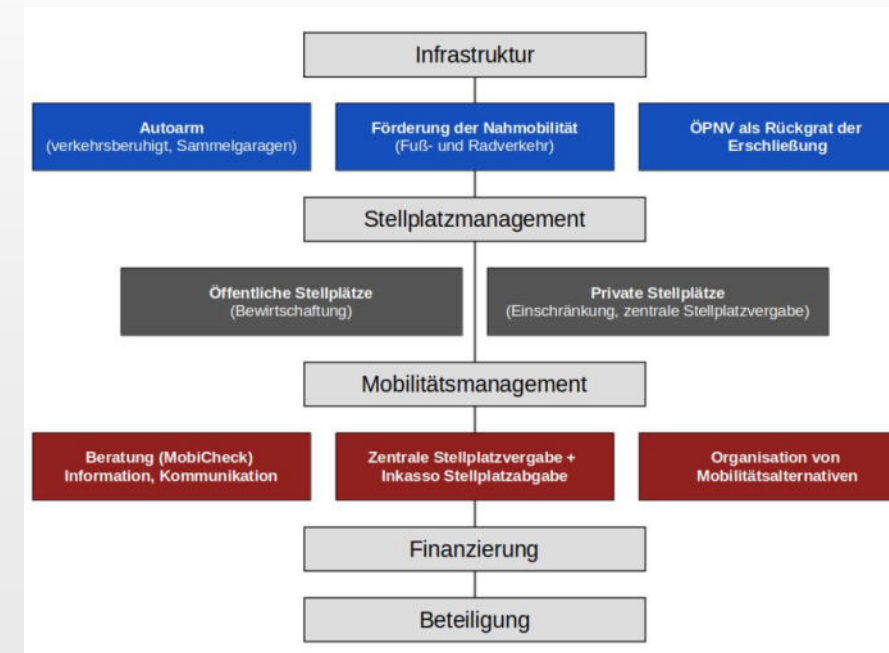 Infrastruktur
Autoarm
(verkehrsberuhigt, Sammelgaragen)
Förderung der Nahmobilität
(Fuß- und Radverkehr)
ÖPNV als Rückgrat der
Erschließung
Stellplatzmanagement
Öffentliche Stellplätze
(Bewirtschaftung)
Private Stellplätze
(Einschränkung, zentrale Stellplatzvergabe)
Mobilitätsmanagement
Beratung (MobiCheck)
Information, Kommunikation
Zentrale Stellplatzvergabe +
Inkasso Stellplatzabgabe
Organisation von
Mobilitätsalternativen
Finanzierung
Beteiligung